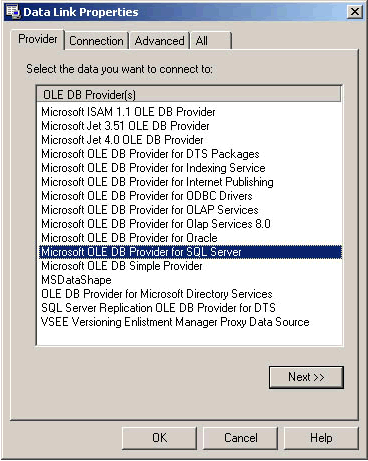 Data Link Properties
Provider Connection Advanced All
Select the data you want to connect to:
OLE DB Provider(s)
Microsoft ISAM 1.1 OLE DB Provider
Microsoft Jet 3.51 OLE DB Provider
Microsoft Jet 4.0 OLE DB Provider
Microsoft OLE DB Provider for DTS Packages
Microsoft OLE DB Provider for Indexing Service
Microsoft OLE DB Provider for Internet Publishing
Microsoft OLE DB Provider for ODBC Drivers
Microsoft OLE DB Provider for OLAP Services
Microsoft OLE DB Provider for Olap Services 8.0
Microsoft OLE DB Provider for Oracle
Microsoft OLE DB Provider for SQL Server
Microsoft OLE DB Simple Provider
MSDataShape
OLE DB Provider for Microsoft Directory Services
SQL Server Replication OLE DB Provider for DTS
VSEE Versioning Enlistment Manager Proxy Data Source
Next >>
OK Cancel Help